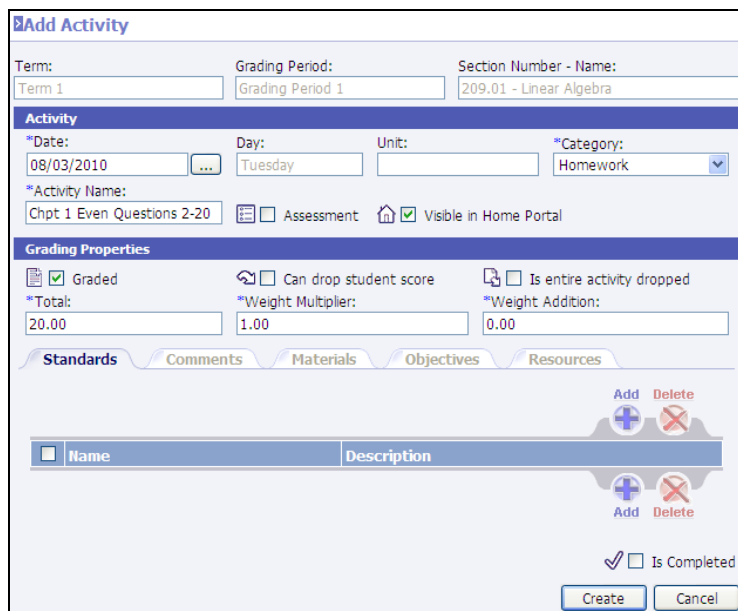 Add Activity
Term: Grading Period: Section Number - Name:
Term 1 Grading Period 1 209.01 - Linear Algebra
Activity
*Date: Day: Unit: *Category:
08/03/2010 ... Tuesday Homework
*Activity Name:
Chpt 1 Even Questions 2-20 Assessment Visible in Home Portal
Grading Properties
Graded Can drop student score Is entire activity dropped
*Total: *Weight Multiplier: *Weight Addition:
20.00 1.00 0.00
Standards Comments Materials Objectives Resources
Add Delete
Name Description
Add Delete
Is Completed
Create Cancel